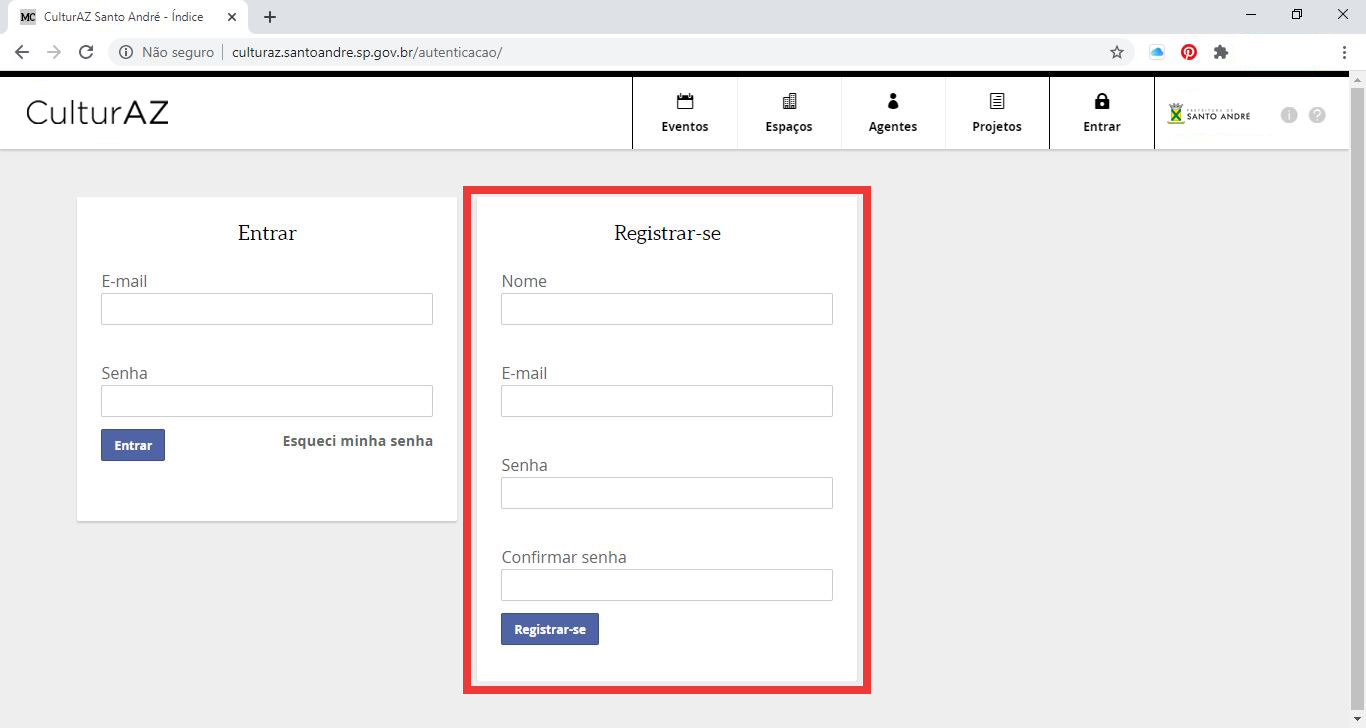 MC CulturAZ Santo André - Índice
Não seguro culturaz.santoandre.sp.gov.br/autenticacao/
CulturAZ
Eventos
Espaços
Agentes
Projetos
Entrar
PREFEITURA DE
SANTO ANDRÉ
i ?
Entrar
E-mail
Senha
Entrar
Esqueci minha senha
Registrar-se
Nome
E-mail
Senha
Confirmar senha
Registrar-se